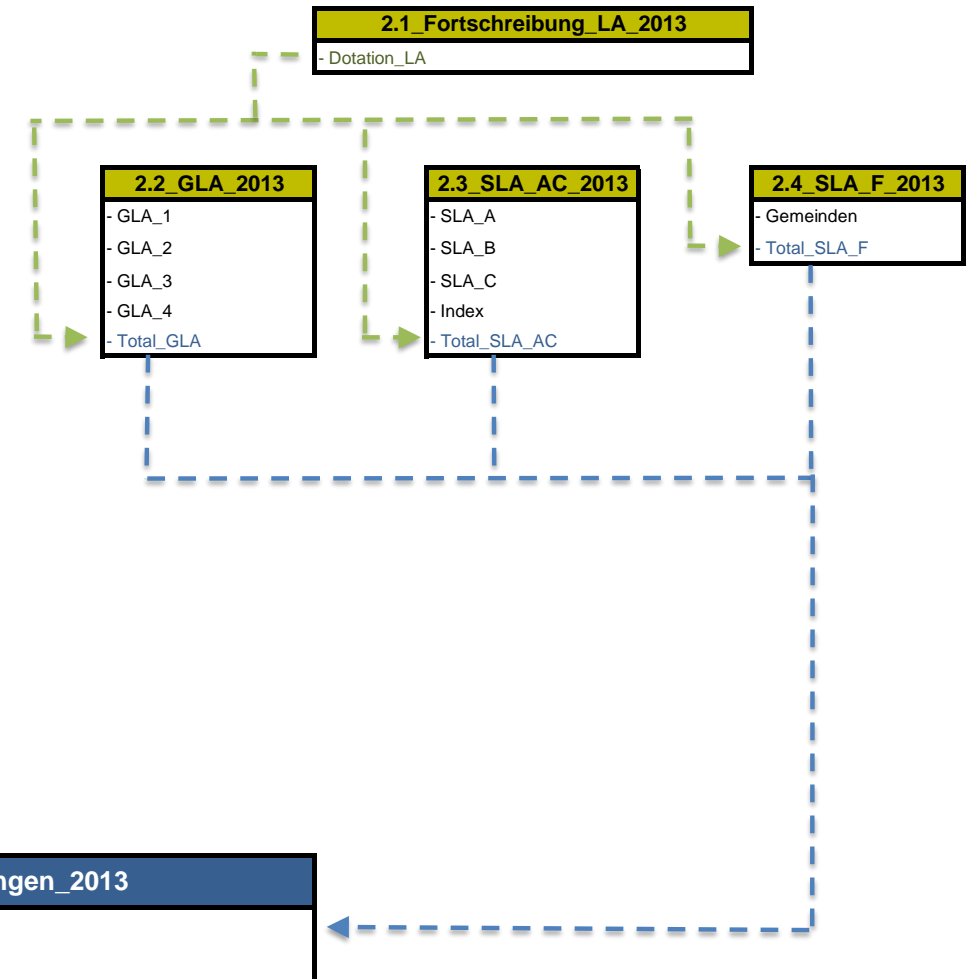 2.1_Fortschreibung_LA_2013
- Dotation_LA
2.2_GLA_2013
- GLA_1
- GLA_2
- GLA_3
- GLA_4
- Total_GLA
2.3_SLA_AC_2013
- SLA_A
- SLA_B
- SLA_C
- Index
- Total_SLA_AC
2.4_SLA_F_2013
- Gemeinden
- Total_SLA_F
ngen_2013